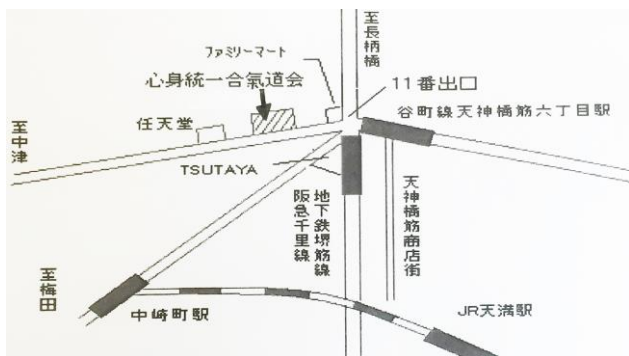 至長柄橋
ファミリーマート
心身統一合氣道会
11番出口
谷町線天神橋筋六丁目駅
任天堂
至中津
TSUTAYA
天神橋筋商店街
地下鉄堺筋線
阪急千里線
至梅田
中崎町駅
JR天満駅